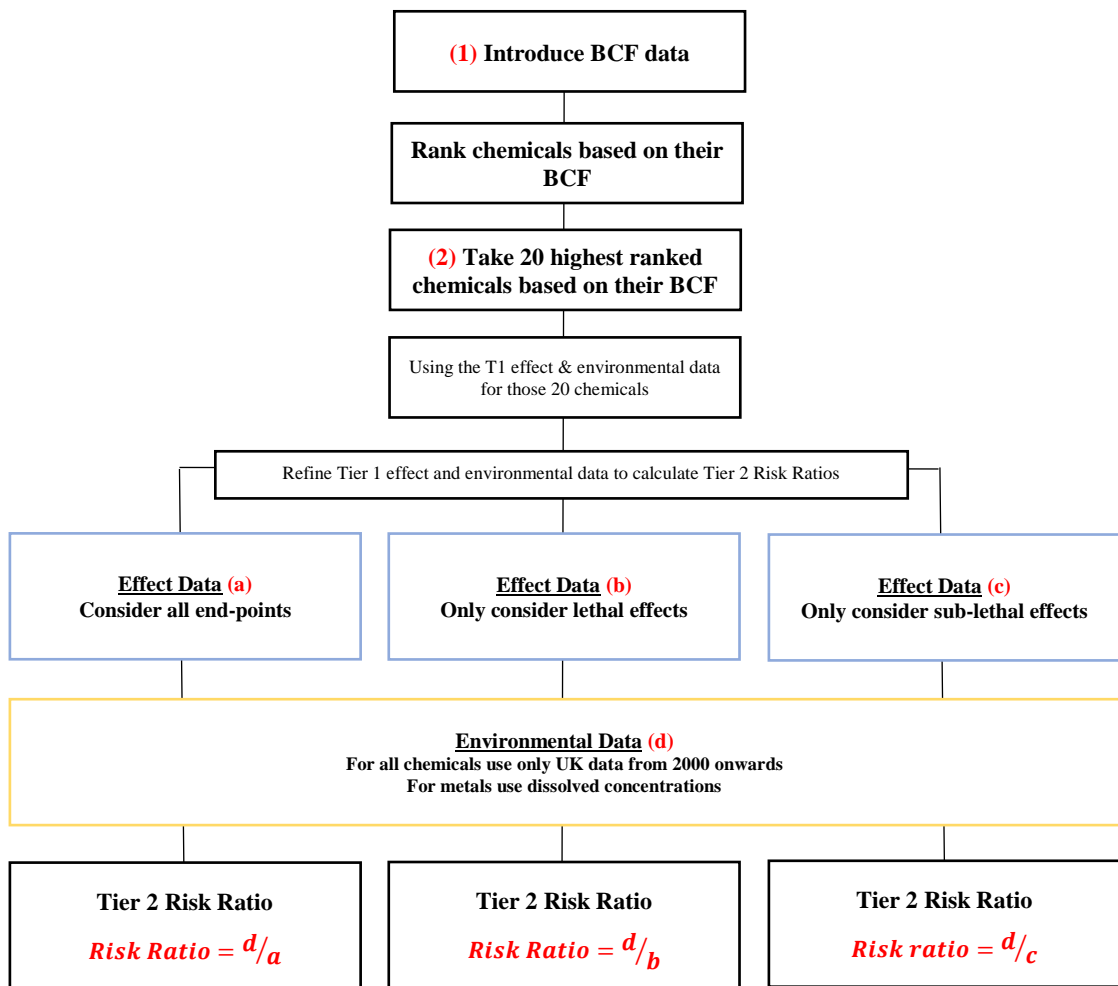 (1) Introduce BCF data
Rank chemicals based on their
BCF
(2) Take 20 highest ranked
chemicals based on their BCF
Using the T1 effect & environmental data
for those 20 chemicals
Refine Tier 1 effect and environmental data to calculate Tier 2 Risk Ratios
Effect Data (a)
Consider all end-points
Effect Data (b)
Only consider lethal effects
Effect Data (c)
Only consider sub-lethal effects
Environmental Data (d)
For all chemicals use only UK data from 2000 onwards
For metals use dissolved concentrations
Tier 2 Risk Ratio
Risk Ratio = d/a
Tier 2 Risk Ratio
Risk Ratio = d/b
Tier 2 Risk Ratio
Risk ratio = d/c